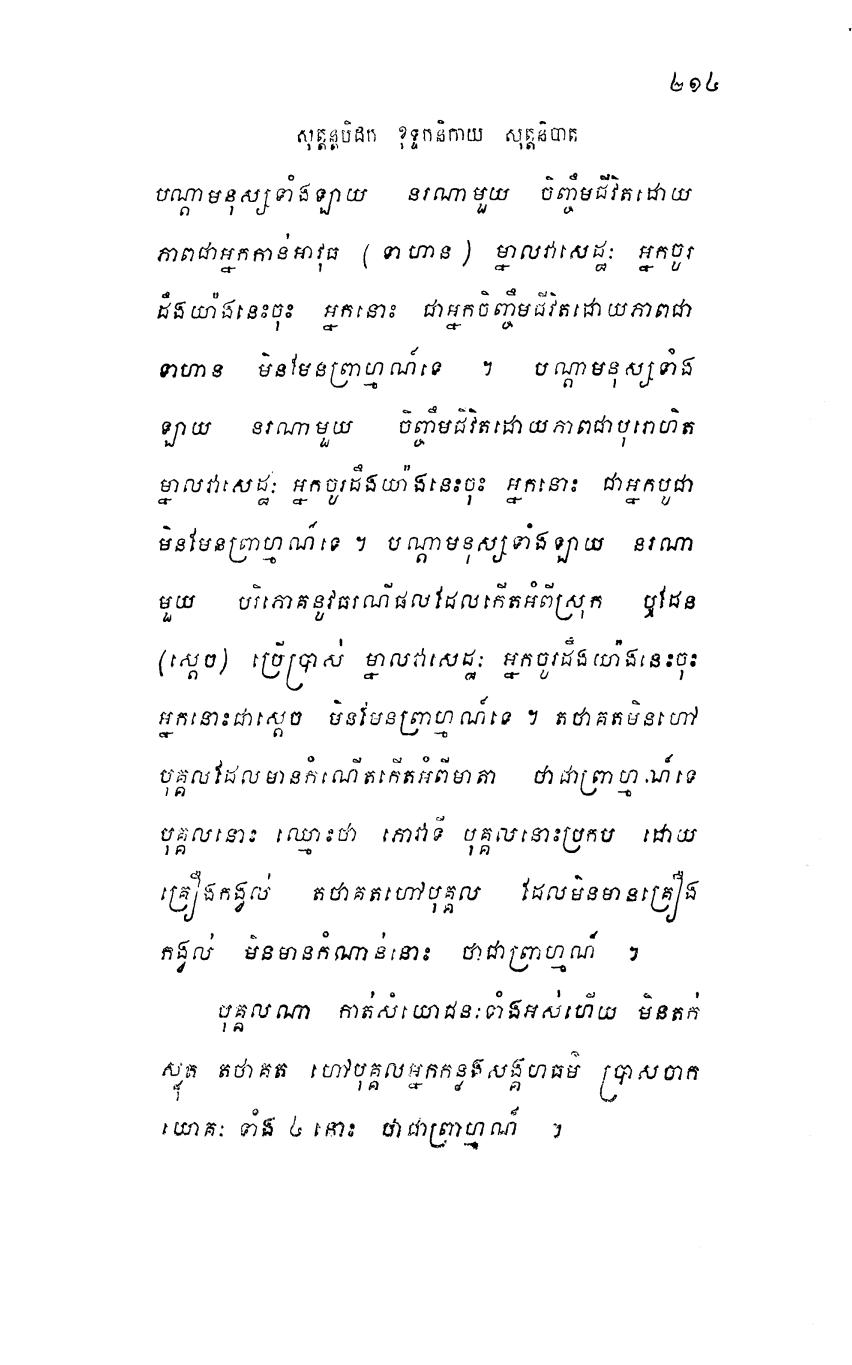 ២១៤
សុត្តន្តបិដក ខុទ្ទកនិកាយ សុត្តនិបាត
បណ្តាមនុស្សទាំងឡាយ នរណាមួយ ចិញ្ចឹមជីវិតដោយ
ភាពជាអ្នកកាន់អាវុធ ( ទាហាន ) ម្នាលវាសេដ្ឋៈ អ្នកចូរ
ដឹងយ៉ាងនេះចុះ អ្នកនោះ ជាអ្នកចិញ្ចឹមជីវិតដោយភាពជា
ទាហាន មិនមែនព្រាហ្មណ៍ទេ ។ បណ្តាមនុស្សទាំង
ឡាយ នរណាមួយ ចិញ្ចឹមជីវិតដោយភាពជាបុរោហិត
ម្នាលវាសេដ្ឋៈ អ្នកចូរដឹងយ៉ាងនេះចុះ អ្នកនោះ ជាអ្នកបូជា
មិនមែនព្រាហ្មណ៍ទេ ។ បណ្តាមនុស្សទាំងឡាយ នរណា
មួយ បរិភោគនូវធរណីផលដែលកើតអំពីស្រុក ឬដែន
(ស្តេច) ប្រើប្រាស់ ម្នាលវាសេដ្ឋៈ អ្នកចូរដឹងយ៉ាងនេះចុះ
អ្នកនោះជាស្តេច មិនមែនព្រាហ្មណ៍ទេ ។ តថាគតមិនហៅ
បុគ្គលដែលមានកំណើតកើតអំពីមាតា ថាជាព្រាហ្មណ៍ទេ
បុគ្គលនោះ ឈ្មោះថា ភោវាទី បុគ្គលនោះប្រកប ដោយ
គ្រឿងកង្វល់ តថាគតហៅបុគ្គល ដែលមិនមានគ្រឿង
កង្វល់ មិនមានកំណាន់នោះ ថាជាព្រាហ្មណ៍ ។
បុគ្គលណា កាត់សំយោជនៈទាំងអស់ហើយ មិនតក់
ស្លុត តថាគត ហៅបុគ្គលអ្នកកន្លងសង្គហធម៌ ប្រាសចាក
យោគៈ ទាំង ៤ នោះ ថាជាព្រាហ្មណ៍ ។